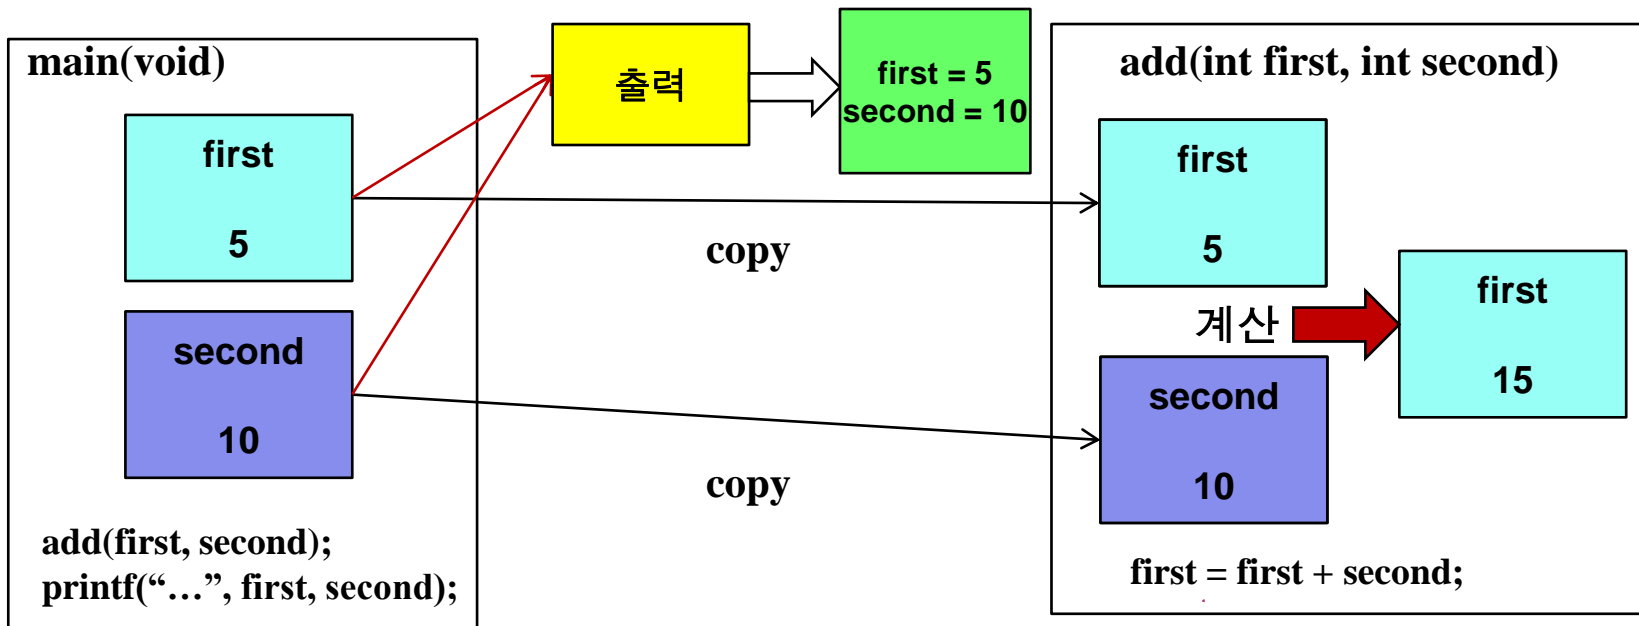 main(void)
first
5
second
10
add(first, second);
printf(“…”, first, second);
출력
first = 5
second = 10
copy
copy
add(int first, int second)
first
5
계산
first
15
second
10
first = first + second;